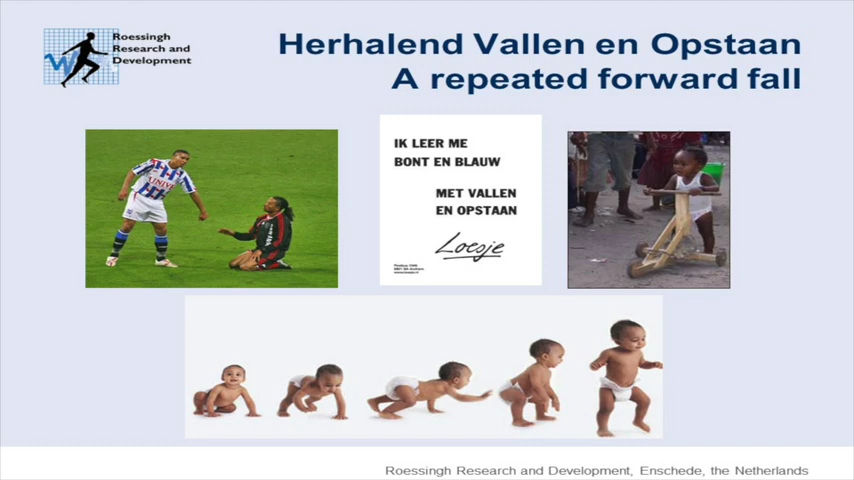 Roessingh
Research and
Development
Herhalend Vallen en Opstaan
A repeated forward fall
UNIVÉ
IK LEER ME
BONT EN BLAUW
MET VALLEN
EN OPSTAAN
Loesje
Roessingh Research and Development, Enschede, the Netherlands